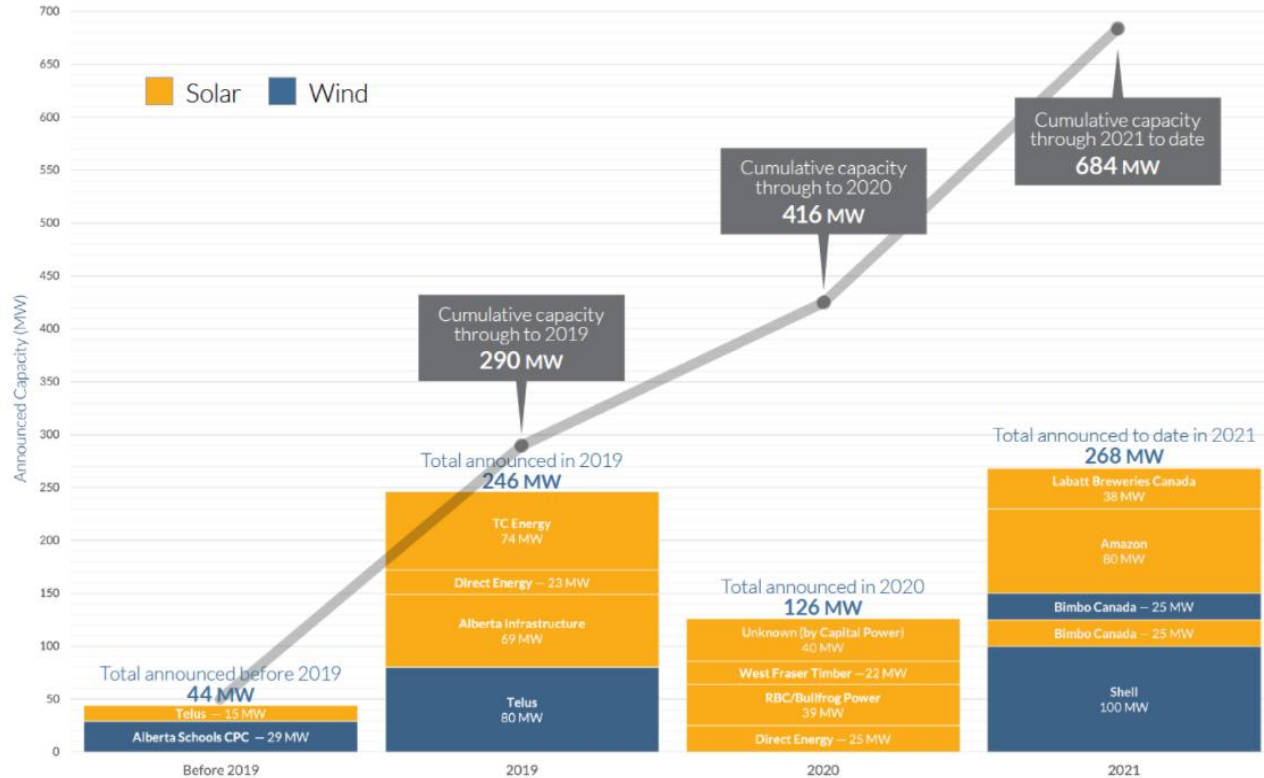 700
650
600
550
500
450
400
350
300
250
200
150
100
50
0
Announced Capacity (MW)
Solar
Wind
Cumulative capacity
through to 2019
290 MW
Cumulative capacity
through to 2020
416 MW
Cumulative capacity
through 2021 to date
684 MW
Total announced before 2019
44 MW
Telus — 15 MW
Alberta Schools CPC — 29 MW
Total announced in 2019
246 MW
TC Energy
74 MW
Direct Energy — 23 MW
Alberta Infrastructure
69 MW
Telus
80 MW
Total announced in 2020
126 MW
Unknown (by Capital Power)
40 MW
West Fraser Timber —22 MW
RBC/Bullfrog Power
39 MW
Direct Energy — 25 MW
Total announced to date in 2021
268 MW
Labatt Breweries Canada
38 MW
Amazon
80 MW
Bimbo Canada — 25 MW
Bimbo Canada — 25 MW
Shell
100 MW
Before 2019
2019
2020
2021